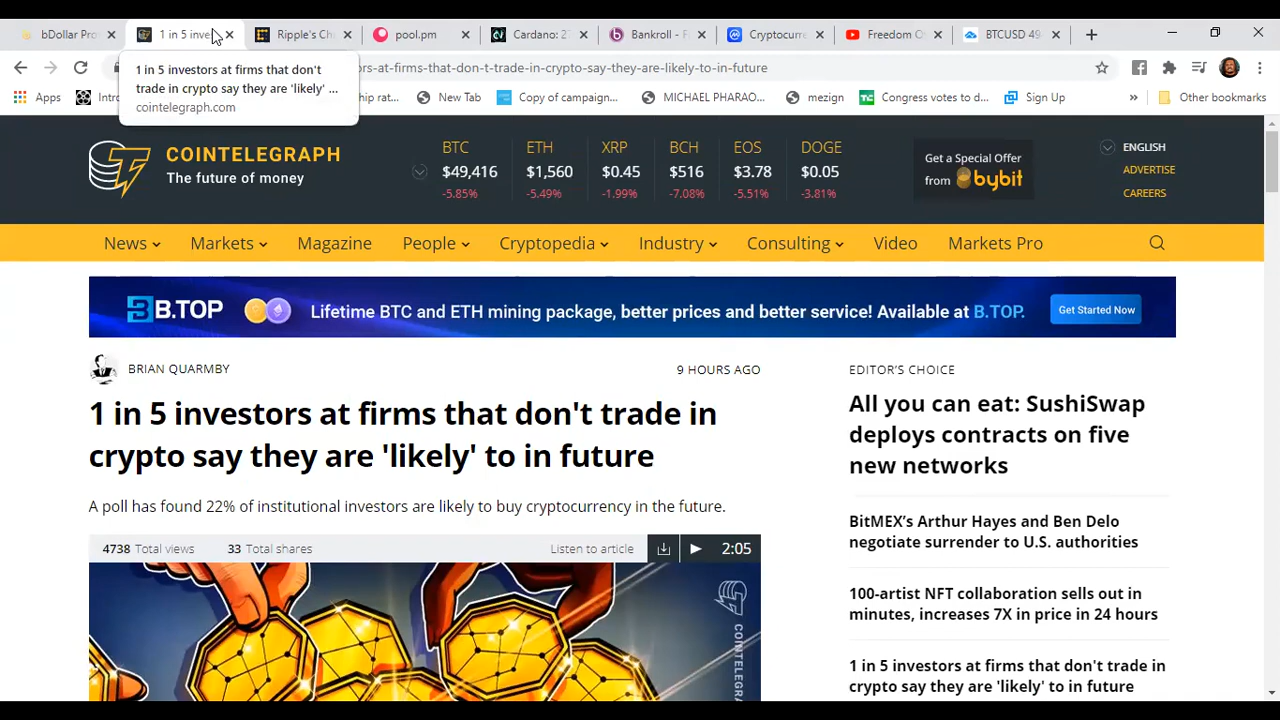 bDollar Pro
1 in 5 inve
Ripple's Ch
pool.pm
Cardano: 2
Bankroll - F
Cryptocurre
Freedom O
BTCUSD 49
1 in 5 investors at firms that don't
trade in crypto say they are 'likely' ...
cointelegraph.com
rs-at-firms-that-don-t-trade-in-crypto-say-they-are-likely-to-in-future
Apps
Intro
hip rat...
New Tab
Copy of campaign...
MICHAEL PHARAO...
mezign
Congress votes to d...
Sign Up
»
Other bookmarks
COINTELEGRAPH
The future of money
BTC
$49,416
-5.85%
ETH
$1,560
-5.49%
XRP
$0.45
-1.99%
BCH
$516
-7.08%
EOS
$3.78
-5.51%
DOGE
$0.05
-3.81%
Get a Special Offer
from bybit
ENGLISH
ADVERTISE
CAREERS
News
Markets
Magazine
People
Cryptopedia
Industry
Consulting
Video
Markets Pro
B.TOP
Lifetime BTC and ETH mining package, better prices and better service! Available at B.TOP.
Get Started Now
BRIAN QUARMBY
9 HOURS AGO
1 in 5 investors at firms that don't trade in
crypto say they are 'likely' to in future
A poll has found 22% of institutional investors are likely to buy cryptocurrency in the future.
4738 Total views
33 Total shares
Listen to article
2:05
COINTELEGRA
EDITOR'S CHOICE
All you can eat: SushiSwap
deploys contracts on five
new networks
BitMEX's Arthur Hayes and Ben Delo
negotiate surrender to U.S. authorities
100-artist NFT collaboration sells out in
minutes, increases 7X in price in 24 hours
1 in 5 investors at firms that don't trade in
crypto say they are 'likely' to in future